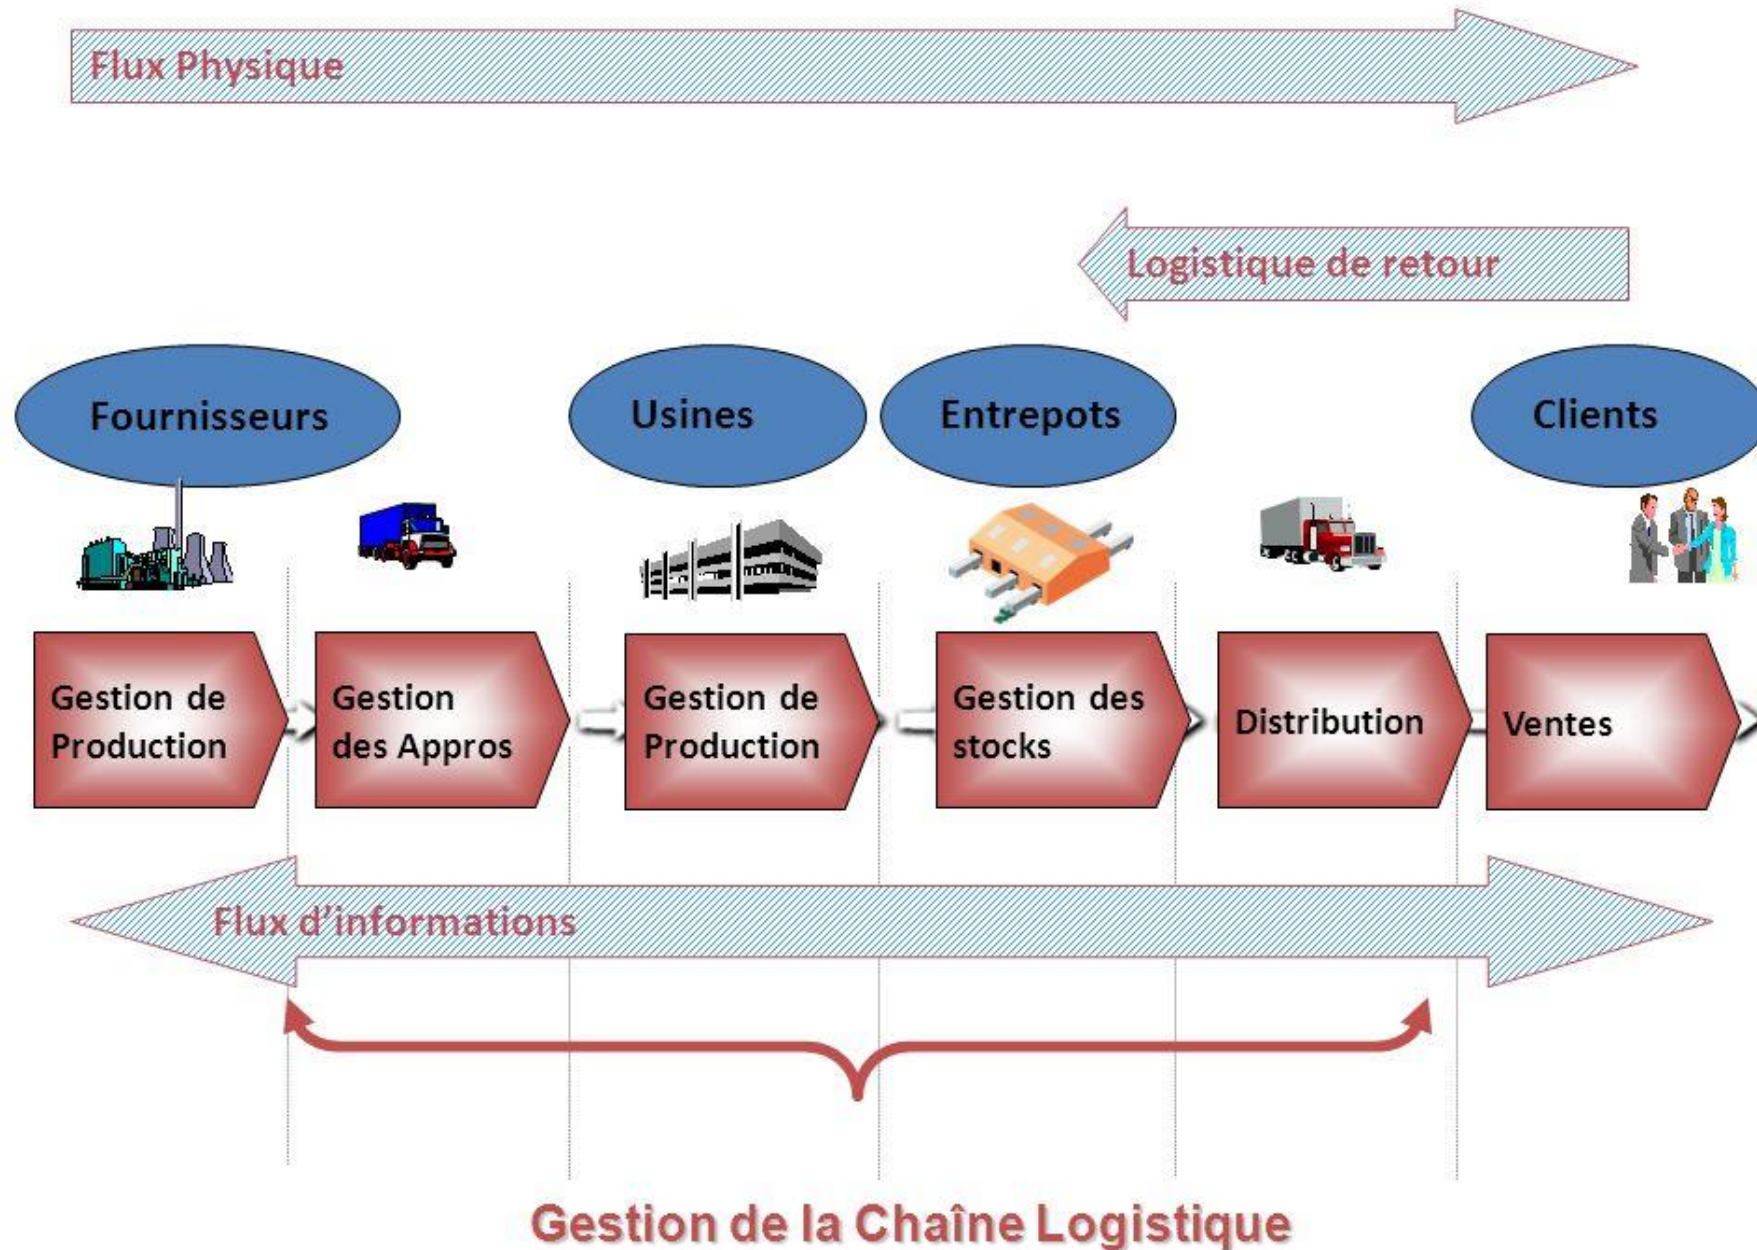 Flux Physique
Logistique de retour
Fournisseurs
Usines
Entrepots
Clients
Gestion de
Production
Gestion
des Appros
Gestion de
Production
Gestion des
stocks
Distribution
Ventes
Flux d’informations
Gestion de la Chaîne Logistique